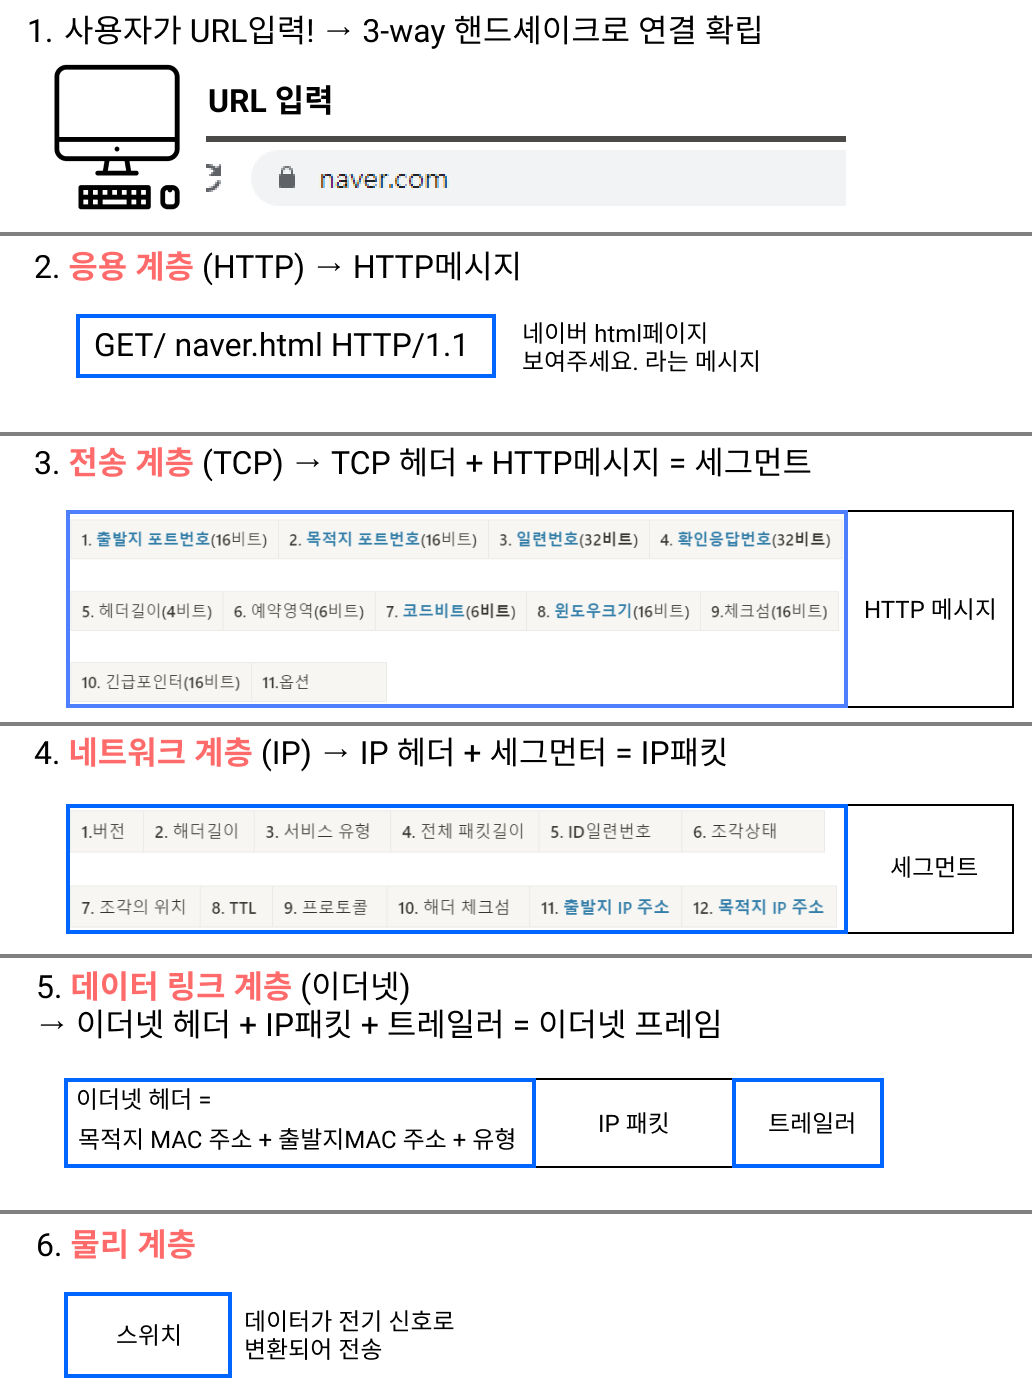 1. 사용자가 URL입력! → 3-way 핸드셰이크로 연결 확립
URL 입력
naver.com
2. 응용 계층 (HTTP) → HTTP메시지
GET/ naver.html HTTP/1.1
네이버 html페이지
보여주세요. 라는 메시지
3. 전송 계층 (TCP) → TCP 헤더 + HTTP메시지 = 세그먼트
1. 출발지 포트번호(16비트) 2. 목적지 포트번호(16비트) 3. 일련번호(32비트) 4. 확인응답번호(32비트)
5. 헤더길이(4비트) 6. 예약영역(6비트) 7. 코드비트(6비트) 8. 윈도우크기(16비트) 9.체크섬(16비트)
10. 긴급포인터(16비트) 11.옵션
HTTP 메시지
4. 네트워크 계층 (IP) → IP 헤더 + 세그먼터 = IP패킷
1.버전 2. 해더길이 3. 서비스 유형 4. 전체 패킷길이 5. ID일련번호 6. 조각상태
7. 조각의 위치 8. TTL 9. 프로토콜 10. 해더 체크섬 11. 출발지 IP 주소 12. 목적지 IP 주소
세그먼트
5. 데이터 링크 계층 (이더넷)
→ 이더넷 헤더 + IP패킷 + 트레일러 = 이더넷 프레임
이더넷 헤더 =
목적지 MAC 주소 + 출발지MAC 주소 + 유형
IP 패킷
트레일러
6. 물리 계층
스위치
데이터가 전기 신호로
변환되어 전송